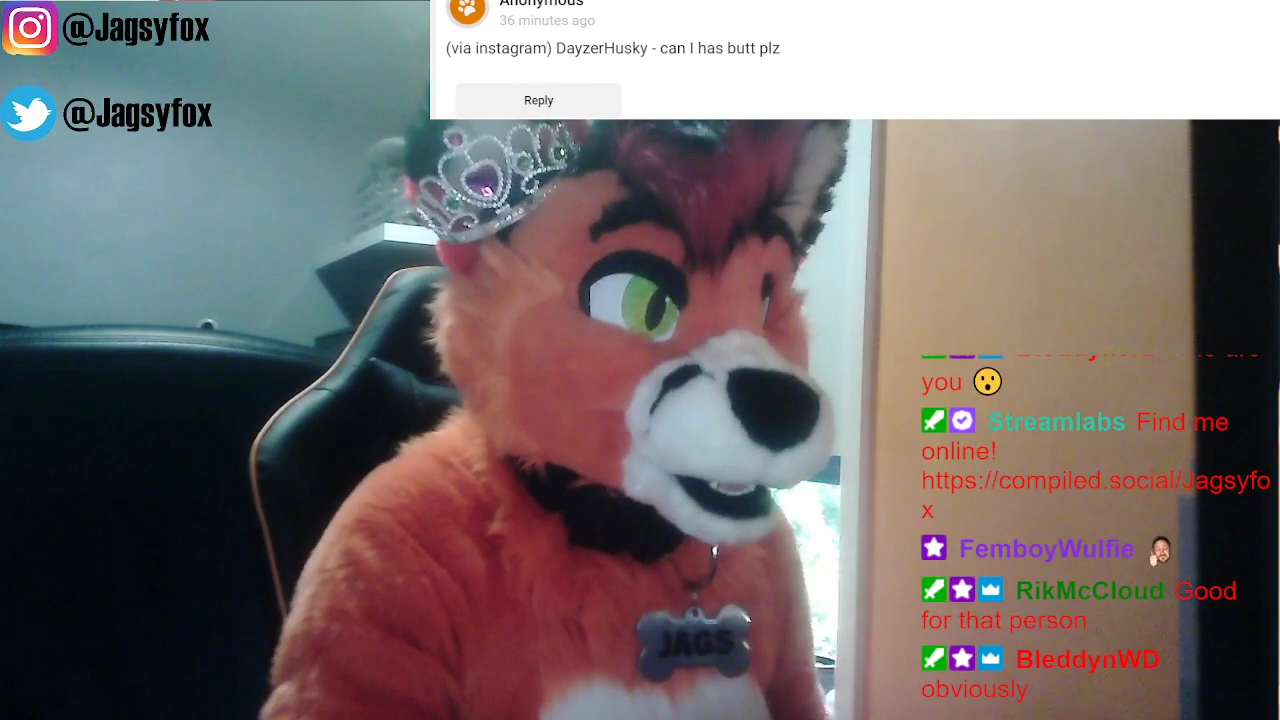 @Jagsyfox
@Jagsyfox
Anonymous
36 minutes ago
(via instagram) DayzerHusky - can I has butt plz
Reply
JAGS
you 😮
Streamlabs Find me
online!
https://compiled.social/Jagsyfo
x
FemboyWulfie
RikMcCloud Good
for that person
BleddynWD
obviously